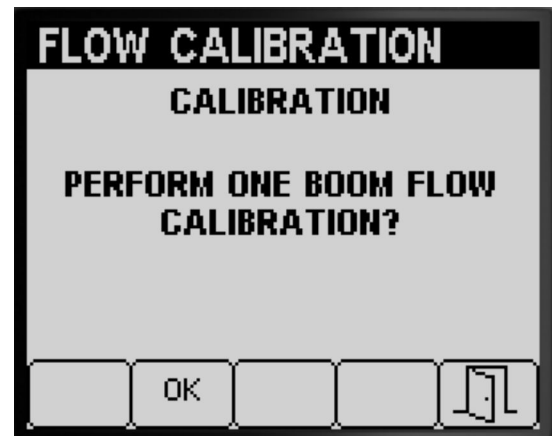 FLOW CALIBRATION
CALIBRATION
PERFORM ONE BOOM FLOW
CALIBRATION?
OK